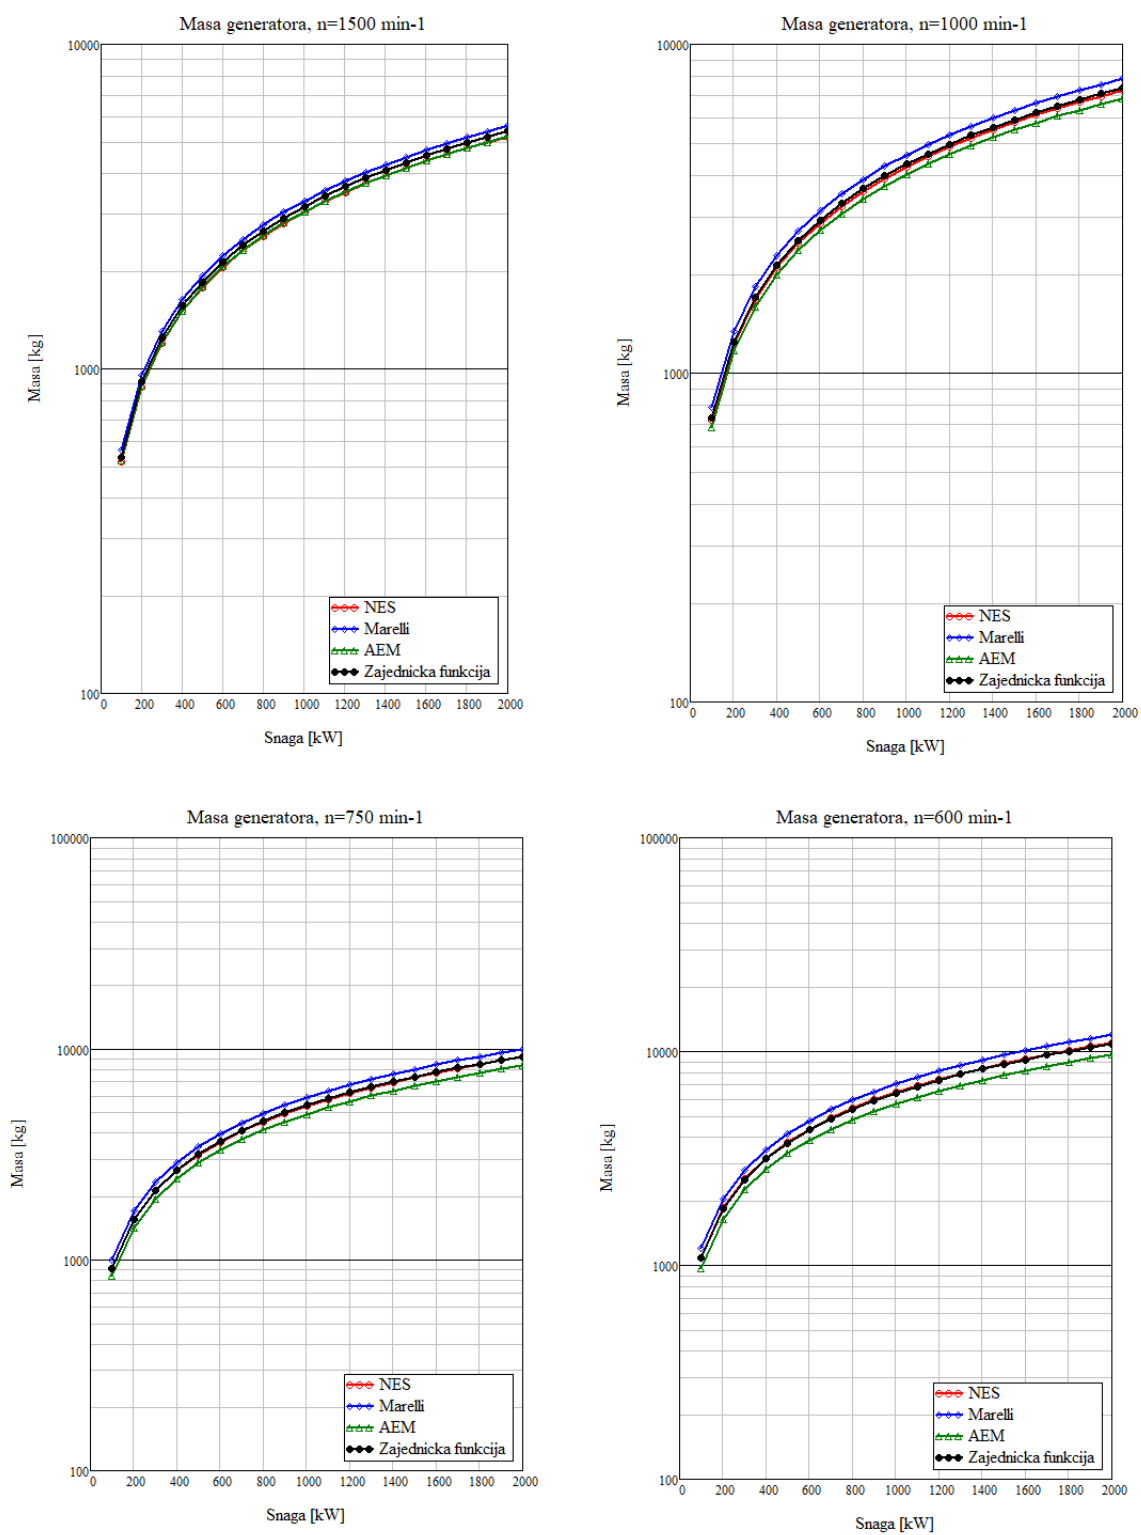 Masa generatora, n=1500 min-1
10000
1000
100
Masa [kg]
0 200 400 600 800 1000 1200 1400 1600 1800 2000
Snaga [kW]
NES
Marelli
AEM
Zajednicka funkcija
Masa generatora, n=1000 min-1
10000
1000
100
Masa [kg]
0 200 400 600 800 1000 1200 1400 1600 1800 2000
Snaga [kW]
NES
Marelli
AEM
Zajednicka funkcija
Masa generatora, n=750 min-1
100000
10000
1000
100
Masa [kg]
0 200 400 600 800 1000 1200 1400 1600 1800 2000
Snaga [kW]
NES
Marelli
AEM
Zajednicka funkcija
Masa generatora, n=600 min-1
100000
10000
1000
100
Masa [kg]
0 200 400 600 800 1000 1200 1400 1600 1800 2000
Snaga [kW]
NES
Marelli
AEM
Zajednicka funkcija